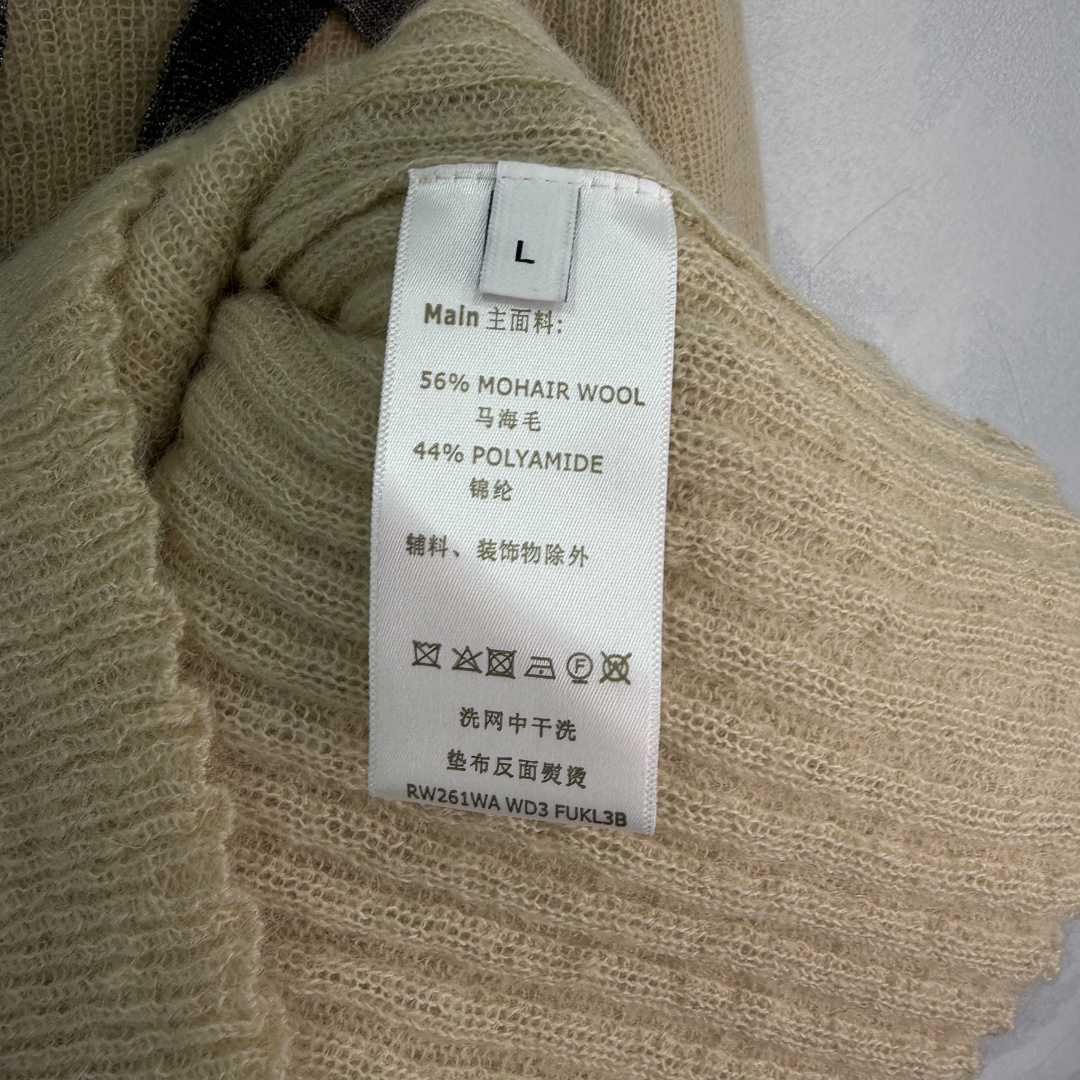 L
Main 主面料:
56% MOHAIR WOOL
马海毛
44% POLYAMIDE
锦纶
辅料、装饰物除外
F W
洗网中干洗
垫布反面熨烫
RW261WA WD3 FUKL3B